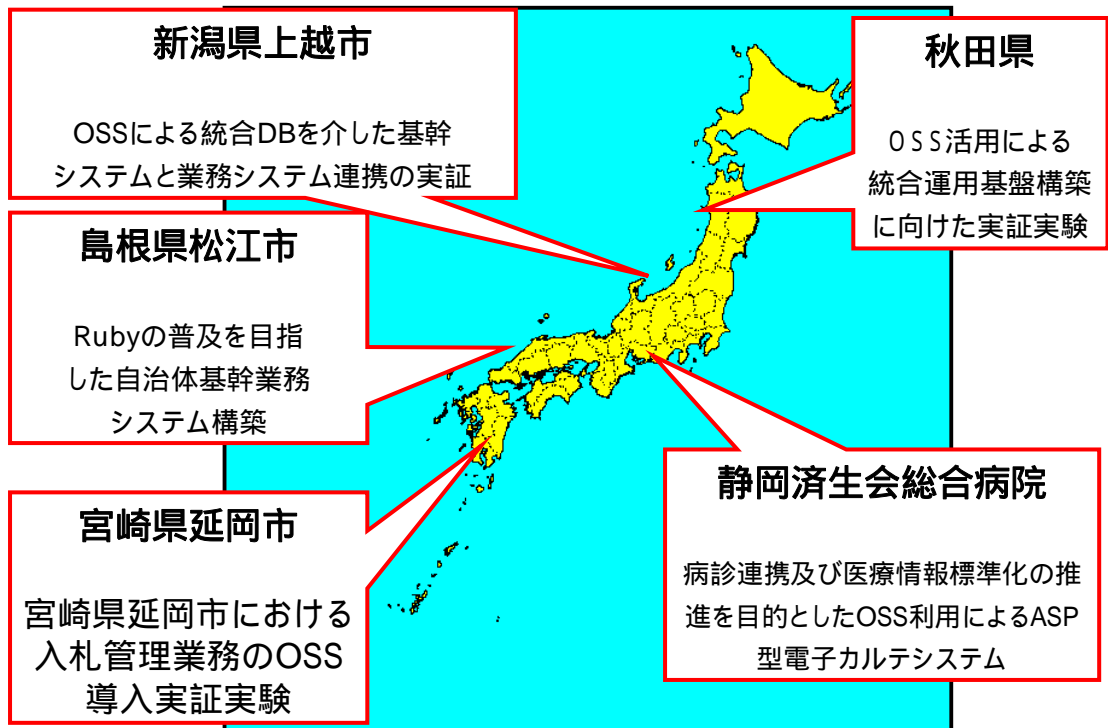 新潟県上越市
OSSによる統合DBを介した基幹
システムと業務システム連携の実証
秋田県
OSS活用による
統合運用基盤構築
に向けた実証実験
島根県松江市
Rubyの普及を目指
した自治体基幹業務
システム構築
宮崎県延岡市
宮崎県延岡市における
入札管理業務のOSS
導入実証実験
静岡済生会総合病院
病診連携及び医療情報標準化の推
進を目的としたOSS利用によるASP
型電子カルテシステム